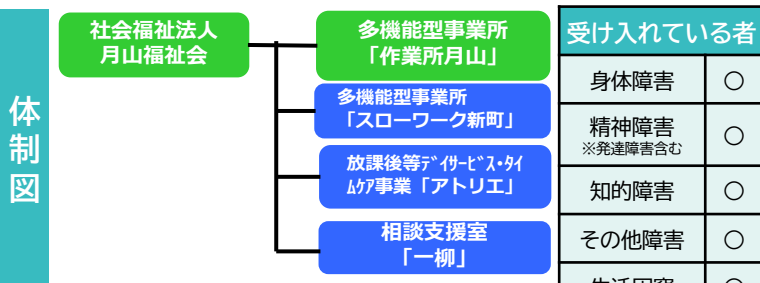 体制図
社会福祉法人
月山福祉会
多機能型事業所
「作業所月山」
多機能型事業所
「スローワーク新町」
放課後等ﾃﾞｲｻｰﾋﾞｽ・タイ
ﾑｹｱ事業「アトリエ」
相談支援室
「一柳」
受け入れている者
身体障害 〇
精神障害
※発達障害含む 〇
知的障害 〇
その他障害 〇
生活困窮 〇